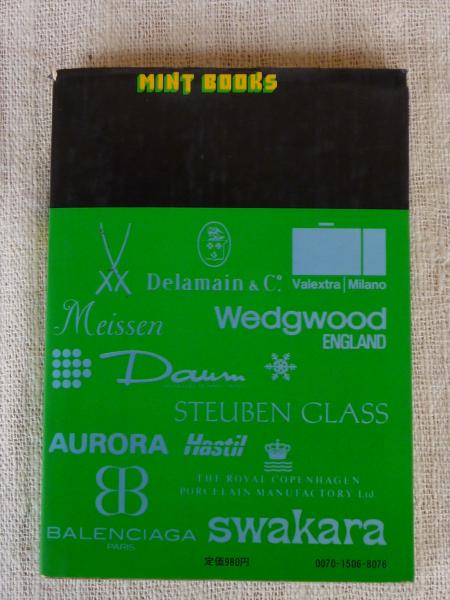 MINT BOOKS
Delamain & Cº
Valextra | Milano
Meissen
Wedgwood
ENGLAND
Daum
STEUBEN GLASS
AURORA
Hastil
THE ROYAL COPENHAGEN
PORCELAIN MANUFACTORY Ltd.
BALENCIAGA
PARIS
swakara
定価980円
0070-1506-8076